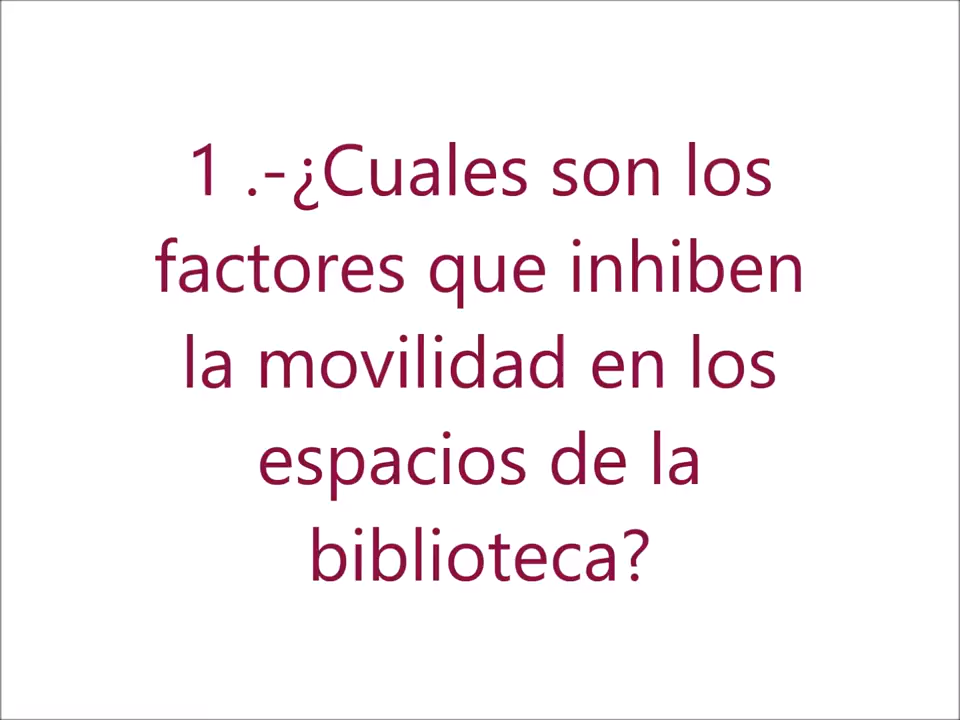 1 .-¿Cuales son los
factores que inhiben
la movilidad en los
espacios de la
biblioteca?